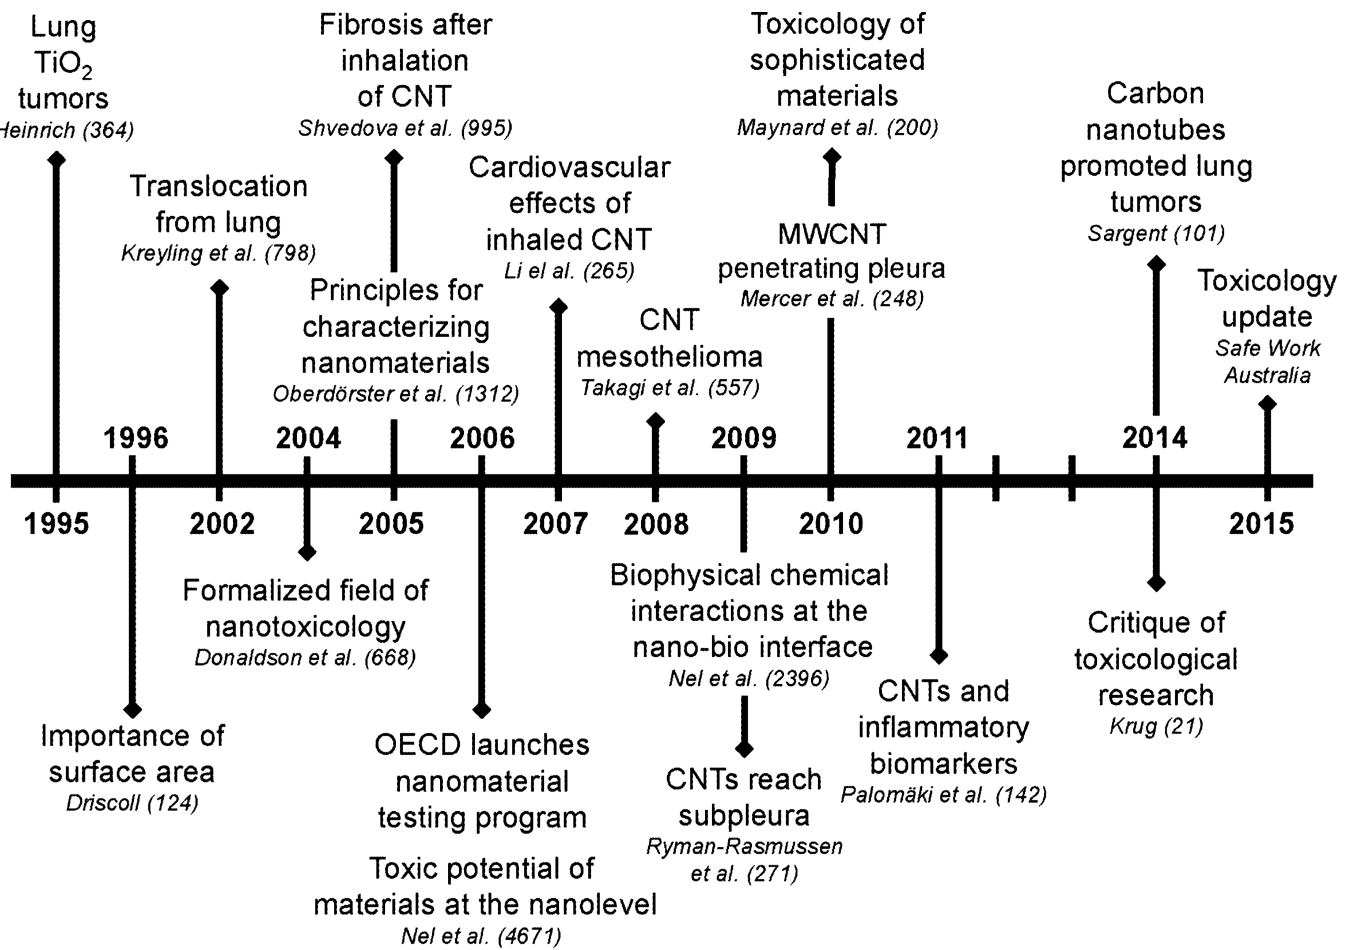 Lung
TiO2
tumors
Heinrich (364)
Fibrosis after
inhalation
of CNT
Shvedova et al. (995)
Toxicology of
sophisticated
materials
Maynard et al. (200)
Carbon
nanotubes
promoted lung
tumors
Sargent (101)
Translocation
from lung
Kreyling et al. (798)
Cardiovascular
effects of
inhaled CNT
Li el al. (265)
MWCNT
penetrating pleura
Mercer et al. (248)
Toxicology
update
Safe Work
Australia
Principles for
characterizing
nanomaterials
Oberdörster et al. (1312)
CNT
mesothelioma
Takagi et al. (557)
1996 2004 2006 2009 2011 2014
1995 2002 2005 2007 2008 2010 2015
Formalized field of
nanotoxicology
Donaldson et al. (668)
Biophysical chemical
interactions at the
nano-bio interface
Nel et al. (2396)
Critique of
toxicological
research
Krug (21)
Importance of
surface area
Driscoll (124)
OECD launches
nanomaterial
testing program
Toxic potential of
materials at the nanolevel
Nel et al. (4671)
CNTs reach
subpleura
Ryman-Rasmussen
et al. (271)
CNTs and
inflammatory
biomarkers
Palomäki et al. (142)